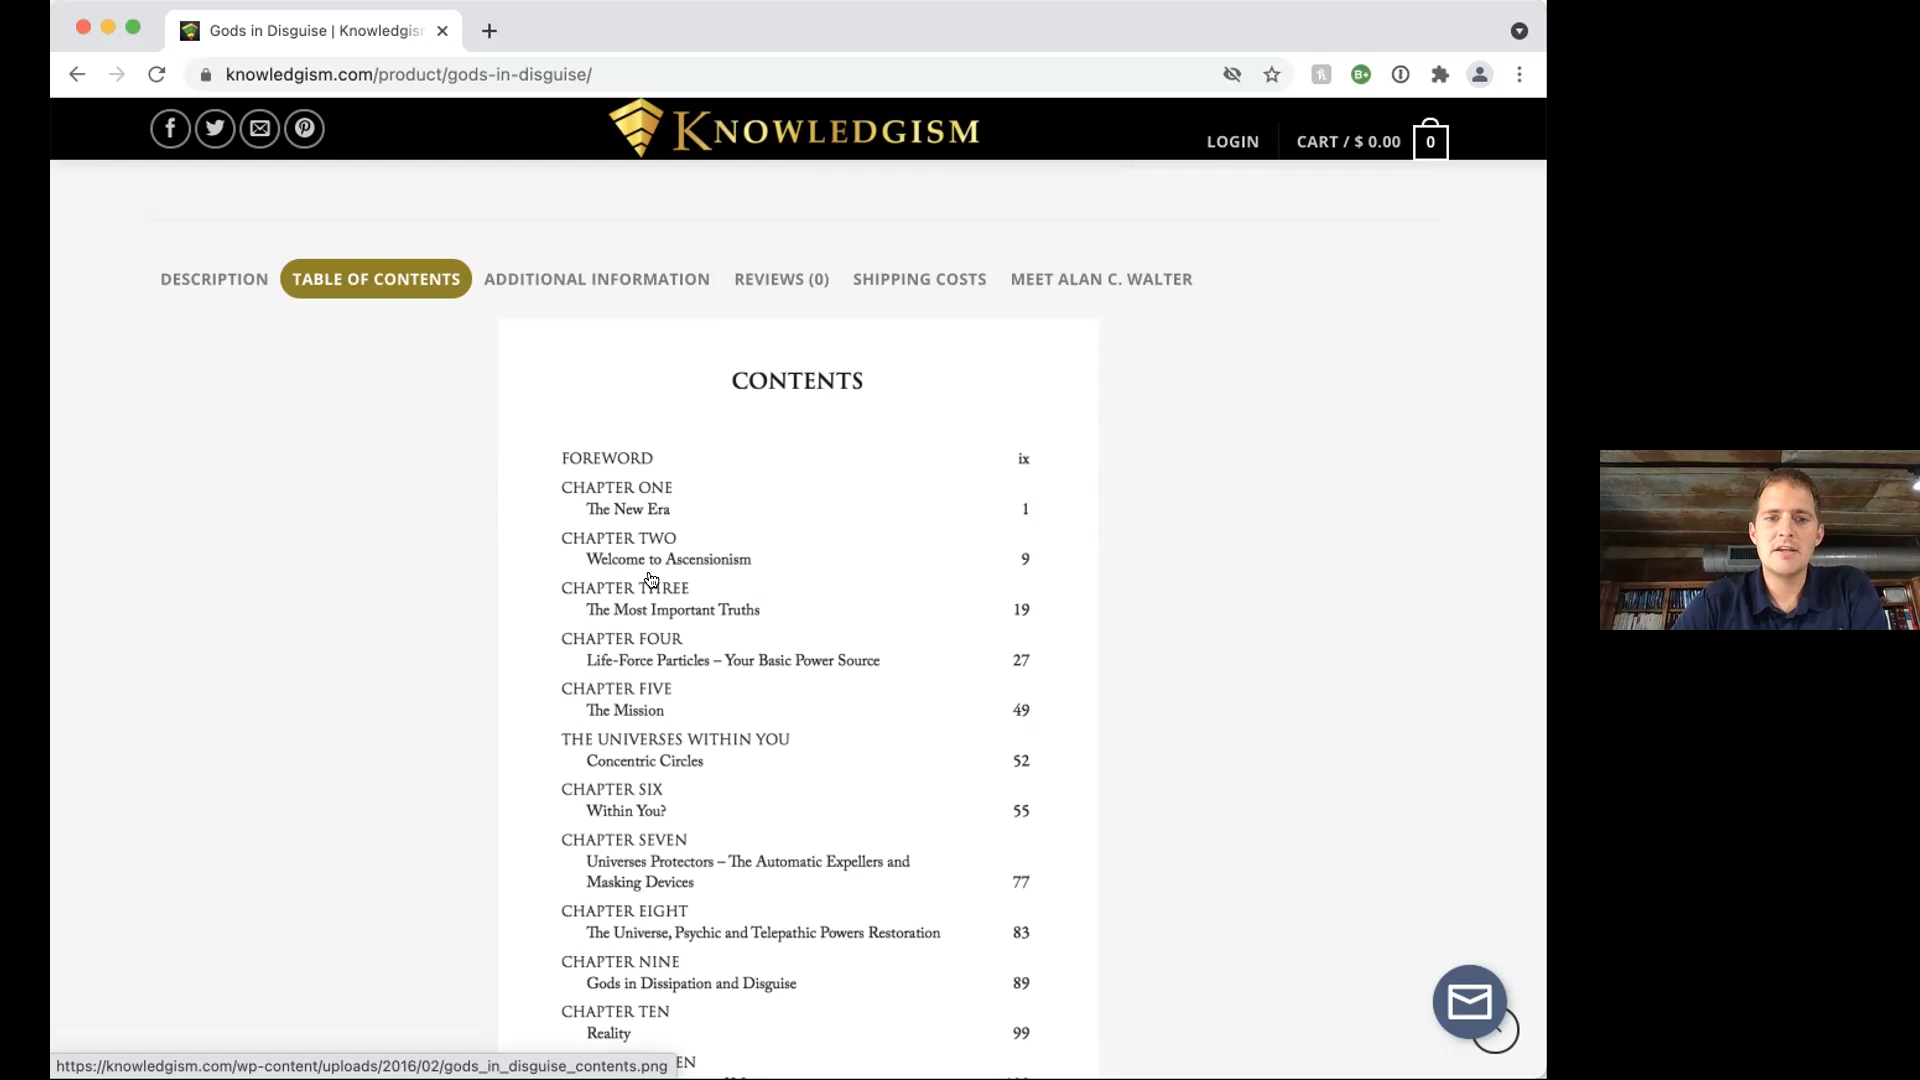 Gods in Disguise | Knowledgism
knowledgism.com/product/gods-in-disguise/
KNOWLEDGISM
LOGIN
CART / $ 0.00
0
DESCRIPTION
TABLE OF CONTENTS
ADDITIONAL INFORMATION
REVIEWS (0)
SHIPPING COSTS
MEET ALAN C. WALTER
CONTENTS
FOREWORD ix
CHAPTER ONE
The New Era 1
CHAPTER TWO
Welcome to Ascensionism 9
CHAPTER THREE
The Most Important Truths 19
CHAPTER FOUR
Life-Force Particles – Your Basic Power Source 27
CHAPTER FIVE
The Mission 49
THE UNIVERSES WITHIN YOU
Concentric Circles 52
CHAPTER SIX
Within You? 55
CHAPTER SEVEN
Universes Protectors – The Automatic Expellers and
Masking Devices 77
CHAPTER EIGHT
The Universe, Psychic and Telepathic Powers Restoration 83
CHAPTER NINE
Gods in Dissipation and Disguise 89
CHAPTER TEN
Reality 99
EN
https://knowledgism.com/wp-content/uploads/2016/02/gods_in_disguise_contents.png